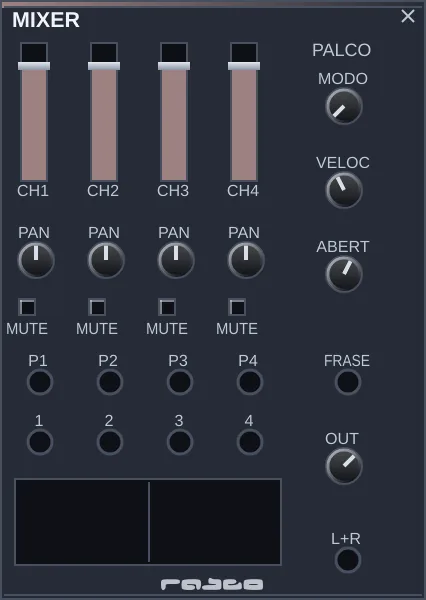 MIXER
PALCO
MODO
VELOC
CH1 CH2 CH3 CH4
PAN PAN PAN PAN
ABERT
MUTE MUTE MUTE MUTE
P1 P2 P3 P4
FRASE
1 2 3 4
OUT
L+R